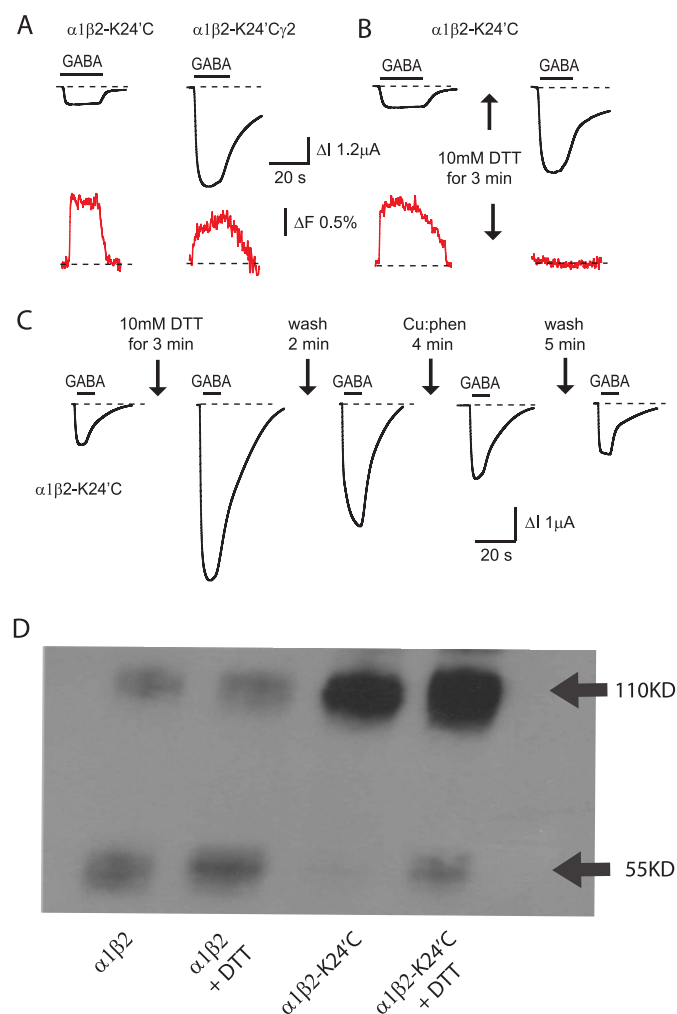 A
α1β2-K24'C
α1β2-K24'Cγ2
GABA
GABA
ΔI 1.2μA
20 s
ΔF 0.5%
B
α1β2-K24'C
GABA
GABA
10mM DTT
for 3 min
C
10mM DTT
for 3 min
wash
2 min
Cu:phen
4 min
wash
5 min
GABA
GABA
GABA
GABA
GABA
α1β2-K24'C
ΔI 1μA
20 s
D
110KD
55KD
α1β2
α1β2
+ DTT
α1β2-K24'C
α1β2-K24'C
+ DTT